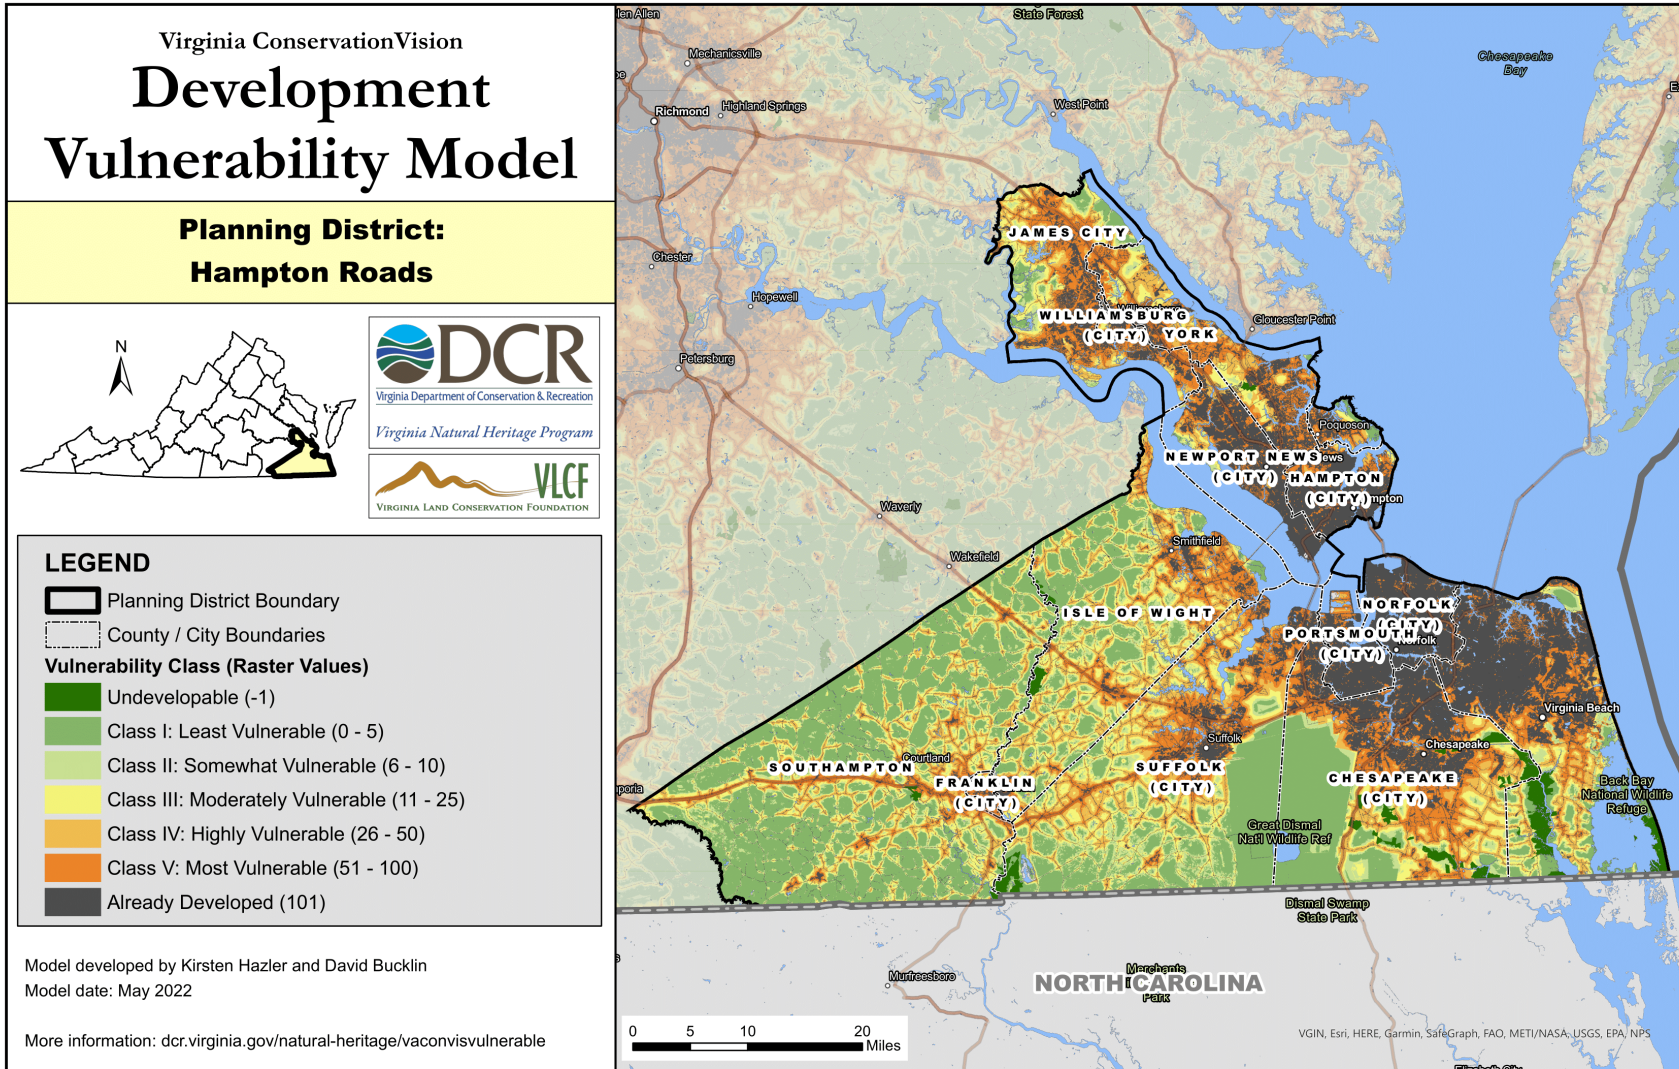 Virginia ConservationVision
Development
Vulnerability Model
Planning District:
Hampton Roads
N
DCR
Virginia Department of Conservation & Recreation
Virginia Natural Heritage Program
VLCF
VIRGINIA LAND CONSERVATION FOUNDATION
LEGEND
Planning District Boundary
County / City Boundaries
Vulnerability Class (Raster Values)
Undevelopable (-1)
Class I: Least Vulnerable (0 - 5)
Class II: Somewhat Vulnerable (6 - 10)
Class III: Moderately Vulnerable (11 - 25)
Class IV: Highly Vulnerable (26 - 50)
Class V: Most Vulnerable (51 - 100)
Already Developed (101)
Model developed by Kirsten Hazler and David Bucklin
Model date: May 2022
More information: dcr.virginia.gov/natural-heritage/vaconvisvulnerable
len Allen
State Forest
Mechanicsville
Chesapeake
Bay
Richmond
Highland Springs
West Point
JAMES CITY
Chester
Hopewell
WILLIAMSBURG
(CITY)
YORK
Gloucester Point
Petersburg
Poquoson
NEWPORT NEWS
(CITY)
ews
HAMPTON
(CITY)
mpton
Waverly
Wakefield
Smithfield
ISLE OF WIGHT
NORFOLK
(CITY)
PORTSMOUTH
(CITY)
Norfolk
Virginia Beach
Suffolk
Chesapeake
Courtland
SOUTHAMPTON
FRANKLIN
(CITY)
SUFFOLK
(CITY)
CHESAPEAKE
(CITY)
Back Bay
National Wildlife
Refuge
poria
Great Dismal
Nat'l Wildlife Ref
Dismal Swamp
State Park
Murfreesboro
Merchants
NORTH CAROLINA
Park
0 5 10 20
Miles
VGIN, Esri, HERE, Garmin, SafeGraph, FAO, METI/NASA, USGS, EPA, NPS